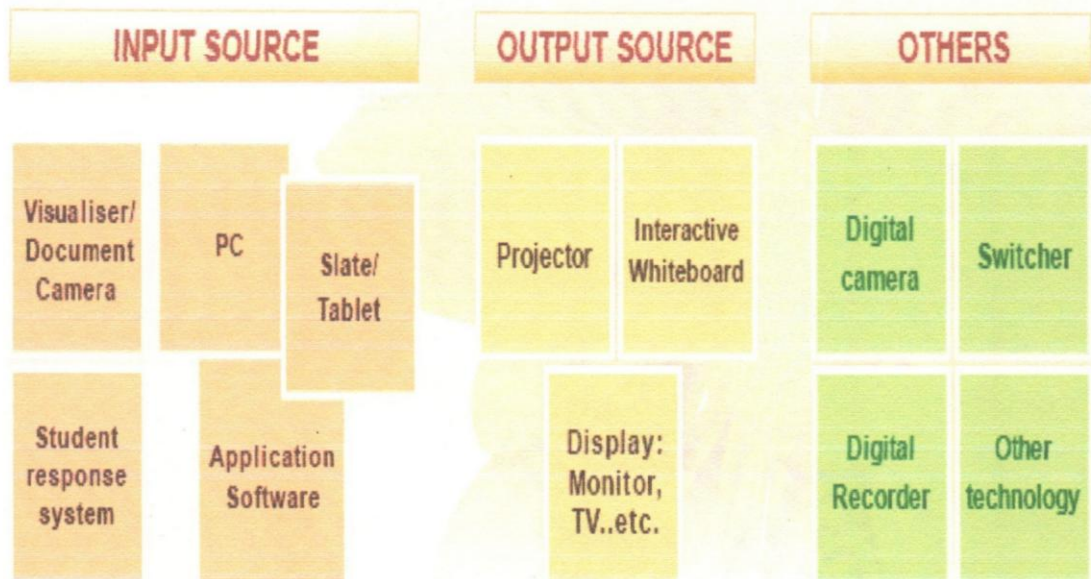 INPUT SOURCE
OUTPUT SOURCE
OTHERS
Visualiser/
Document
Camera
PC
Slate/
Tablet
Student
response
system
Application
Software
Projector
Interactive
Whiteboard
Display:
Monitor,
TV..etc.
Digital
camera
Switcher
Digital
Recorder
Other
technology